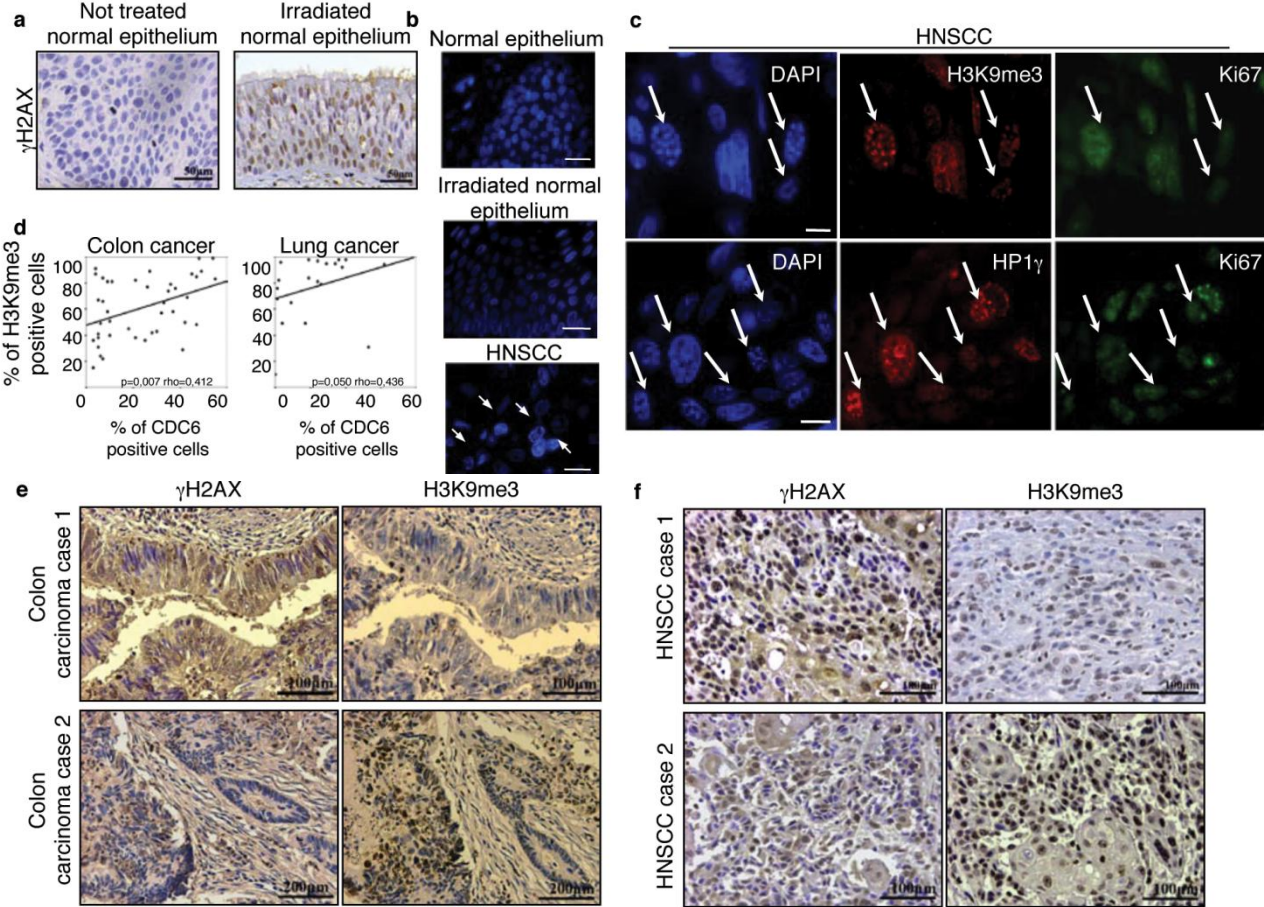 a
Not treated
normal epithelium
Irradiated
normal epithelium
γH2AX
50μm
50μm
b
Normal epithelium
Irradiated normal
epithelium
HNSCC
c
HNSCC
DAPI
H3K9me3
Ki67
DAPI
HP1γ
Ki67
d
Colon cancer
Lung cancer
% of H3K9me3
positive cells
100
80
60
40
20
p=0,007 rho=0,412
0 20 40 60
% of CDC6
positive cells
100
80
60
40
20
p=0,050 rho=0,436
0 20 40 60
% of CDC6
positive cells
e
γH2AX
H3K9me3
Colon
carcinoma case 1
100μm
100μm
Colon
carcinoma case 2
200μm
200μm
f
γH2AX
H3K9me3
HNSCC case 1
100μm
100μm
HNSCC case 2
100μm
100μm